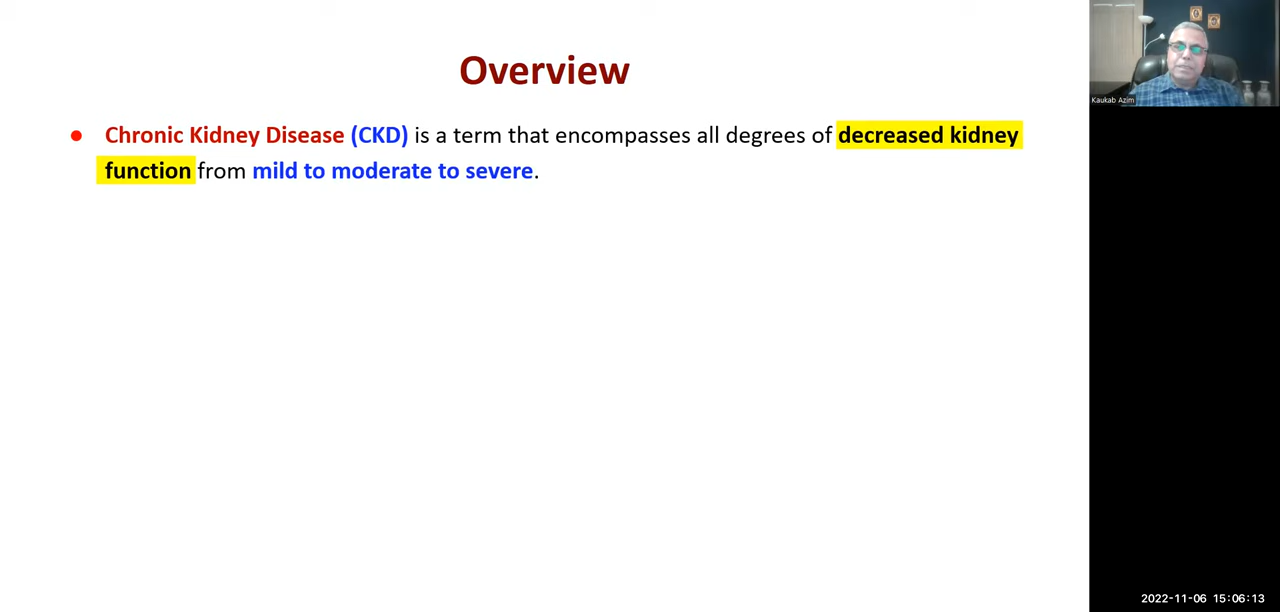 Overview
• Chronic Kidney Disease (CKD) is a term that encompasses all degrees of decreased kidney
function from mild to moderate to severe.
Kaukab Azim
2022-11-06 15:06:13